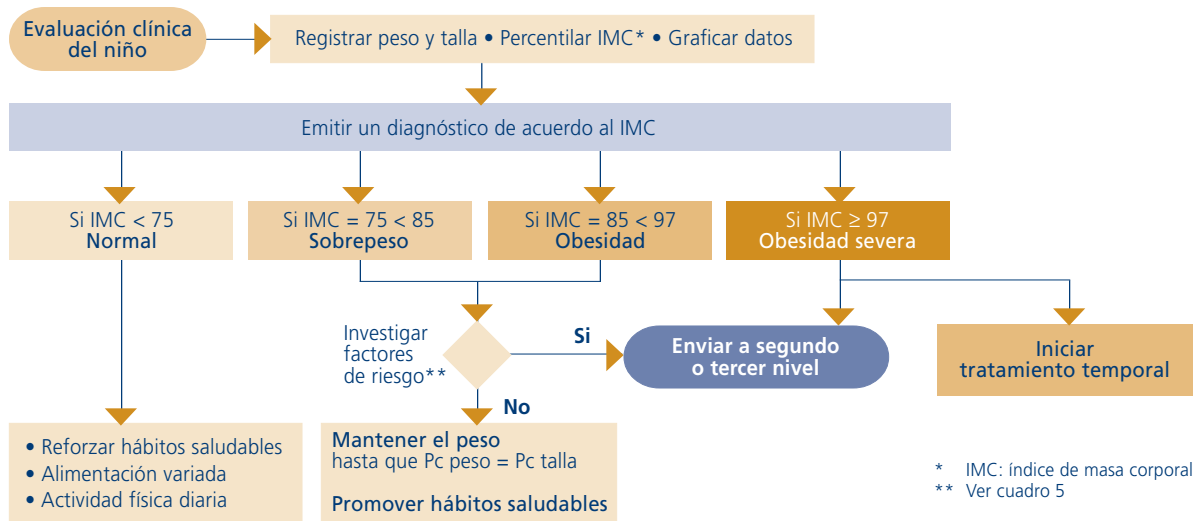 Evaluación clínica
del niño
Registrar peso y talla • Percentilar IMC* • Graficar datos
Emitir un diagnóstico de acuerdo al IMC
Si IMC < 75
Normal
Si IMC = 75 < 85
Sobrepeso
Si IMC = 85 < 97
Obesidad
Si IMC ≥ 97
Obesidad severa
Investigar
factores
de riesgo**
Si
Enviar a segundo
o tercer nivel
Iniciar
tratamiento temporal
No
• Reforzar hábitos saludables
• Alimentación variada
• Actividad física diaria
Mantener el peso
hasta que Pc peso = Pc talla
Promover hábitos saludables
* IMC: índice de masa corporal
** Ver cuadro 5